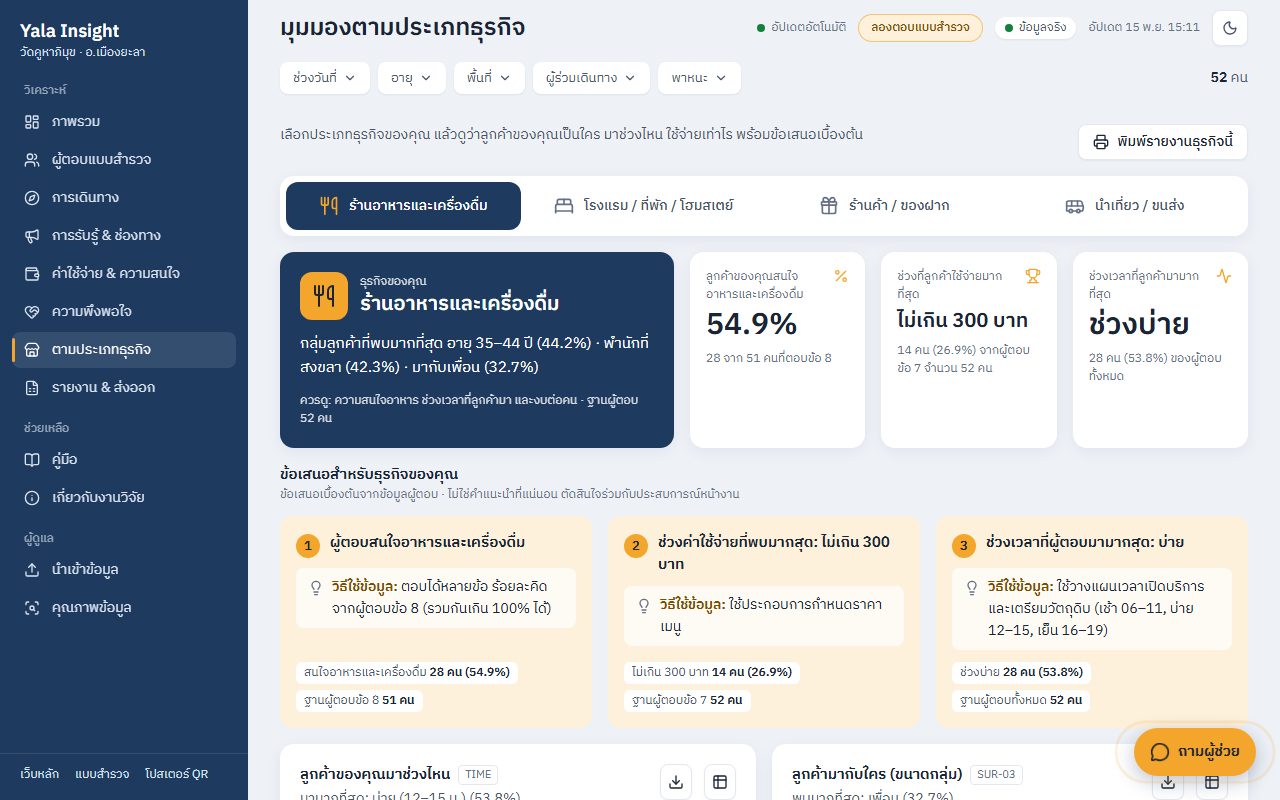 Yala Insight
วัดคูหาภิมุข · อ.เมืองยะลา
วิเคราะห์
ภาพรวม
ผู้ตอบแบบสำรวจ
การเดินทาง
การรับรู้ & ช่องทาง
ค่าใช้จ่าย & ความสนใจ
ความพึงพอใจ
ตามประเภทธุรกิจ
รายงาน & ส่งออก
ช่วยเหลือ
คู่มือ
เกี่ยวกับงานวิจัย
ผู้ดูแล
นำเข้าข้อมูล
คุณภาพข้อมูล
เว็บหลัก แบบสำรวจ โปสเตอร์ QR
มุมมองตามประเภทธุรกิจ
อัปเดตอัตโนมัติ ลองตอบแบบสำรวจ ข้อมูลจริง อัปเดต 15 พ.ย. 15:11
ช่วงวันที่ อายุ พื้นที่ ผู้ร่วมเดินทาง พาหนะ 52 คน
เลือกประเภทธุรกิจของคุณ แล้วดูว่าลูกค้าของคุณเป็นใคร มาช่วงไหน ใช้จ่ายเท่าไร พร้อมข้อเสนอเบื้องต้น
พิมพ์รายงานธุรกิจนี้
ร้านอาหารและเครื่องดื่ม โรงแรม / ที่พัก / โฮมสเตย์ ร้านค้า / ของฝาก นำเที่ยว / ขนส่ง
ธุรกิจของคุณ
ร้านอาหารและเครื่องดื่ม
กลุ่มลูกค้าที่พบมากที่สุด อายุ 35–44 ปี (44.2%) · พำนักที่
สงขลา (42.3%) · มากับเพื่อน (32.7%)
ควรดู: ความสนใจอาหาร ช่วงเวลาที่ลูกค้ามา และงบต่อคน · ฐานผู้ตอบ
52 คน
ลูกค้าของคุณสนใจ
อาหารและเครื่องดื่ม
54.9%
28 จาก 51 คนที่ตอบข้อ 8
ช่วงที่ลูกค้าใช้จ่ายมาก
ที่สุด
ไม่เกิน 300 บาท
14 คน (26.9%) จากผู้ตอบ
ข้อ 7 จำนวน 52 คน
ช่วงเวลาที่ลูกค้ามามาก
ที่สุด
ช่วงบ่าย
28 คน (53.8%) ของผู้ตอบ
ทั้งหมด
ข้อเสนอสำหรับธุรกิจของคุณ
ข้อเสนอเบื้องต้นจากข้อมูลผู้ตอบ · ไม่ใช่คำแนะนำที่แน่นอน ตัดสินใจร่วมกับประสบการณ์หน้างาน
1 ผู้ตอบสนใจอาหารและเครื่องดื่ม
วิธีใช้ข้อมูล: ตอบได้หลายข้อ ร้อยละคิด
จากผู้ตอบข้อ 8 (รวมกันเกิน 100% ได้)
สนใจอาหารและเครื่องดื่ม 28 คน (54.9%)
ฐานผู้ตอบข้อ 8 51 คน
2 ช่วงค่าใช้จ่ายที่พบมากสุด: ไม่เกิน 300
บาท
วิธีใช้ข้อมูล: ใช้ประกอบการกำหนดราคา
เมนู
ไม่เกิน 300 บาท 14 คน (26.9%)
ฐานผู้ตอบข้อ 7 52 คน
3 ช่วงเวลาที่ผู้ตอบมามากสุด: บ่าย
วิธีใช้ข้อมูล: ใช้วางแผนเวลาเปิดบริการ
และเตรียมวัตถุดิบ (เช้า 06–11, บ่าย
12–15, เย็น 16–19)
ช่วงบ่าย 28 คน (53.8%)
ฐานผู้ตอบทั้งหมด 52 คน
ถามผู้ช่วย
ลูกค้าของคุณมาช่วงไหน TIME
มามากที่สุด: บ่าย (12–15 น.) (53.8%)
ลูกค้ามากับใคร (ขนาดกลุ่ม) SUR-03
พบมากที่สุด: เพื่อน (32.7%)